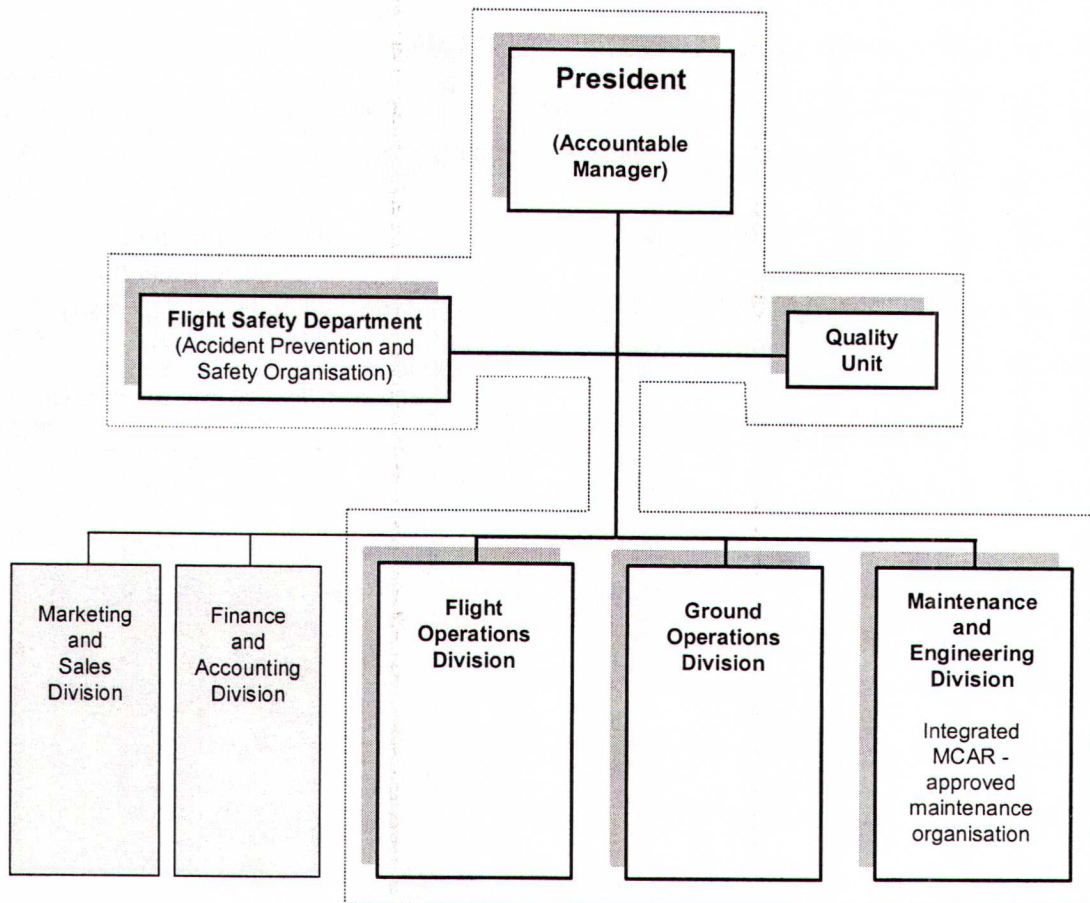 President
(Accountable
Manager)
Flight Safety Department
(Accident Prevention and
Safety Organisation)
Quality
Unit
Marketing
and
Sales
Division
Finance
and
Accounting
Division
Flight
Operations
Division
Ground
Operations
Division
Maintenance
and
Engineering
Division
Integrated
MCAR -
approved
maintenance
organisation